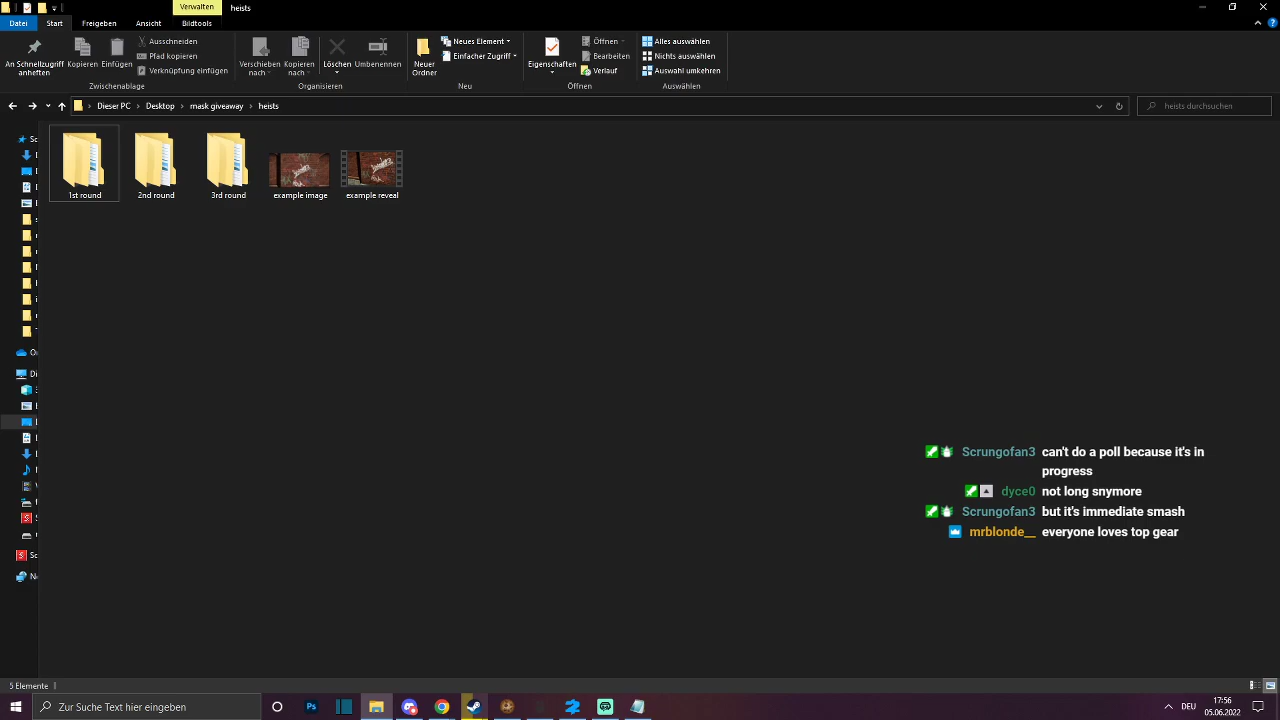 Verwalten
heists
Datei
Start
Freigeben
Ansicht
Bildtools
An Schnellzugriff anheften
Kopieren
Einfügen
Ausschneiden
Pfad kopieren
Verknüpfung einfügen
Zwischenablage
Verschieben nach
Kopieren nach
Löschen
Umbenennen
Organisieren
Neuer Ordner
Neues Element
Einfacher Zugriff
Neu
Eigenschaften
Öffnen
Bearbeiten
Verlauf
Öffnen
Alles auswählen
Nichts auswählen
Auswahl umkehren
Auswählen
Dieser PC > Desktop > mask giveaway > heists
heists durchsuchen
1st round
2nd round
3rd round
example image
example reveal
Scrungofan3 can't do a poll because it's in
progress
dyce0 not long snymore
Scrungofan3 but it's immediate smash
mrblonde__ everyone loves top gear
5 Elemente
Zur Suche Text hier eingeben
Ps
DEU
17:56
05.06.2022